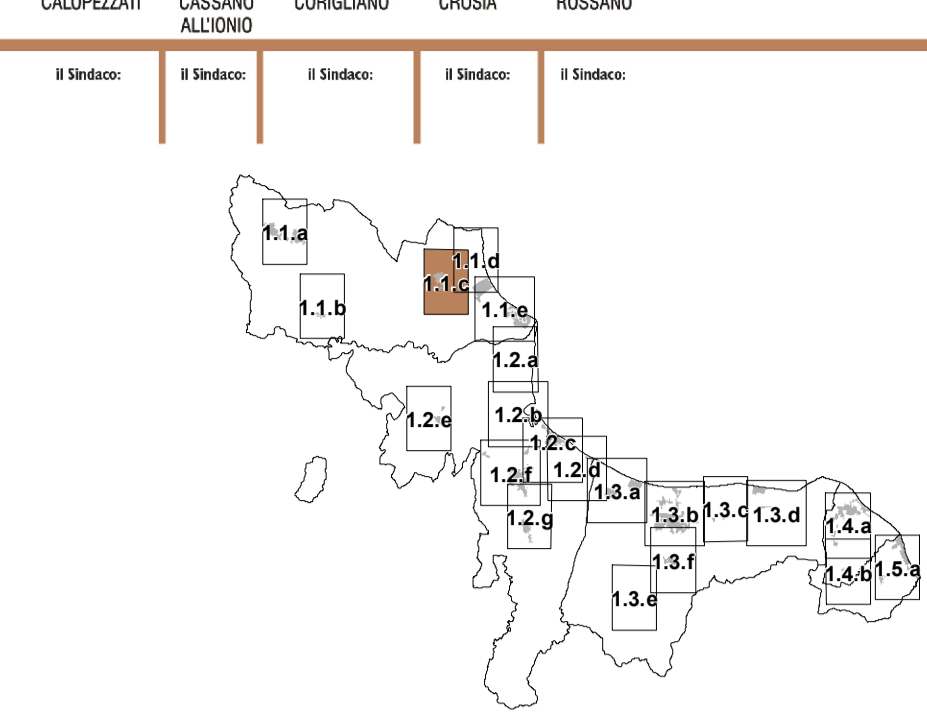 CALOPEZZATI CASSANO CORIGLIANO CROSIA ROSSANO
ALL'IONIO
il Sindaco: il Sindaco: il Sindaco: il Sindaco: il Sindaco:
1.1.a
1.1.d
1.1.c
1.1.b
1.1.e
1.2.a
1.2.b
1.2.e
1.2.c
1.2.d
1.2.f
1.3.a
1.2.g
1.3.b
1.3.c
1.3.d
1.4.a
1.3.f
1.5.a
1.4.b
1.3.e